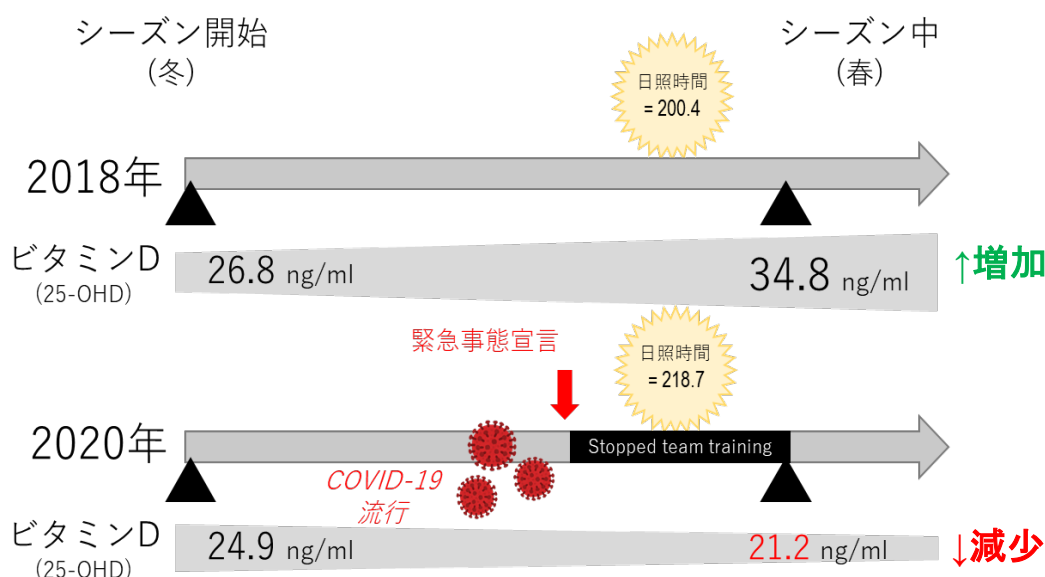 シーズン開始
(冬)
シーズン中
(春)
日照時間
= 200.4
2018年
ビタミンD
(25-OHD)
26.8 ng/ml
34.8 ng/ml
↑増加
緊急事態宣言
日照時間
= 218.7
2020年
Stopped team training
COVID-19
流行
ビタミンD
(25-OHD)
24.9 ng/ml
21.2 ng/ml
↓減少